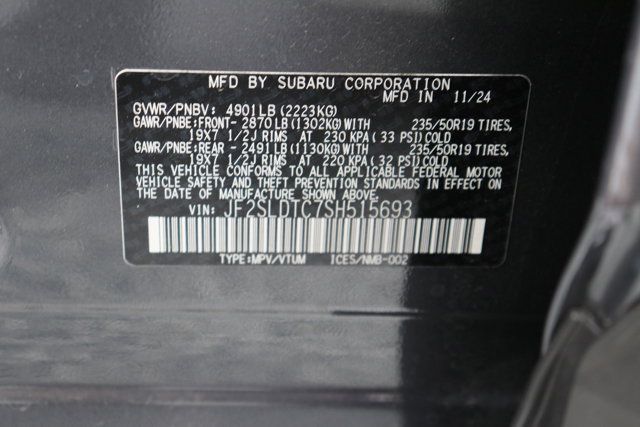 MFD BY SUBARU CORPORATION
MFD IN 11/24
GVWR/PNBV: 4901LB(2223KG)
GAWR/PNBE:FRONT- 2870LB(1302KG)WITH 235/50R19 TIRES,
19X7 1/2J RIMS AT 230 KPA(33 PSI)COLD
GAWR/PNBE:REAR - 2491LB(1130KG)WITH 235/50R19 TIRES,
19X7 1/2J RIMS AT 220 KPA(32 PSI)COLD
THIS VEHICLE CONFORMS TO ALL APPLICABLE FEDERAL MOTOR
VEHICLE SAFETY AND THEFT PREVENTION STANDARDS IN EFFECT
ON THE DATE OF MANUFACTURE SHOWN ABOVE.
VIN: JF2SLDTC7SH515693
TYPE:MPV/VTUM ICES/NMB-002